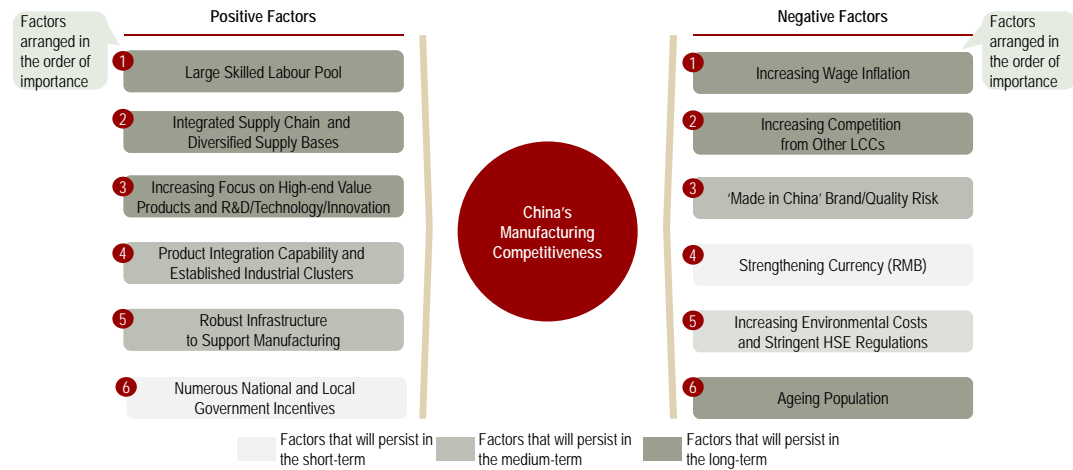 Factors
arranged in
the order of
importance
Positive Factors
1
Large Skilled Labour Pool
2
Integrated Supply Chain and
Diversified Supply Bases
3
Increasing Focus on High-end Value
Products and R&D/Technology/Innovation
4
Product Integration Capability and
Established Industrial Clusters
5
Robust Infrastructure
to Support Manufacturing
6
Numerous National and Local
Government Incentives
China's
Manufacturing
Competitiveness
Negative Factors
Factors
arranged in
the order of
importance
1
Increasing Wage Inflation
2
Increasing Competition
from Other LCCs
3
'Made in China' Brand/Quality Risk
4
Strengthening Currency (RMB)
5
Increasing Environmental Costs
and Stringent HSE Regulations
6
Ageing Population
Factors that will persist in
the short-term
Factors that will persist in
the medium-term
Factors that will persist in
the long-term